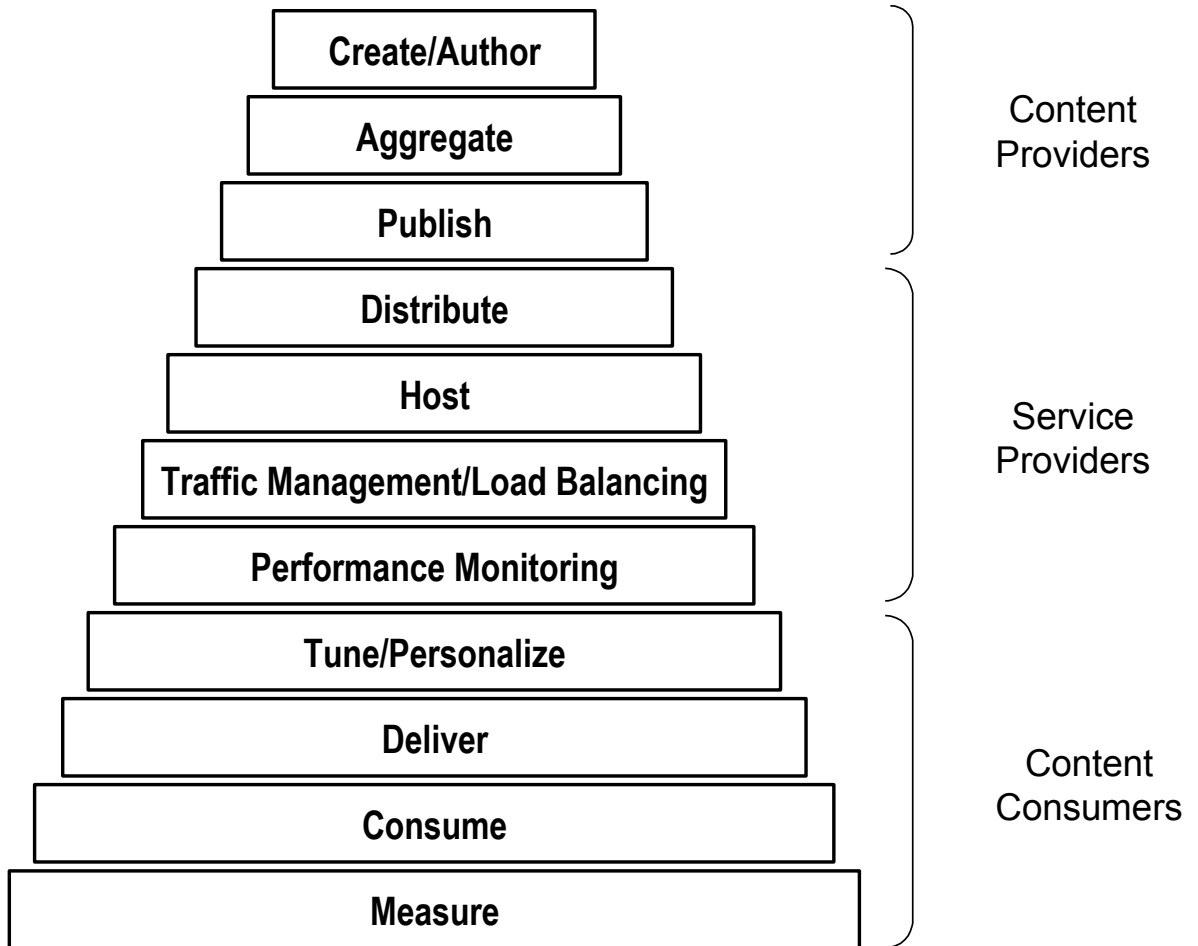 Create/Author
Aggregate
Publish
Content
Providers
Distribute
Host
Traffic Management/Load Balancing
Performance Monitoring
Service
Providers
Tune/Personalize
Deliver
Consume
Measure
Content
Consumers